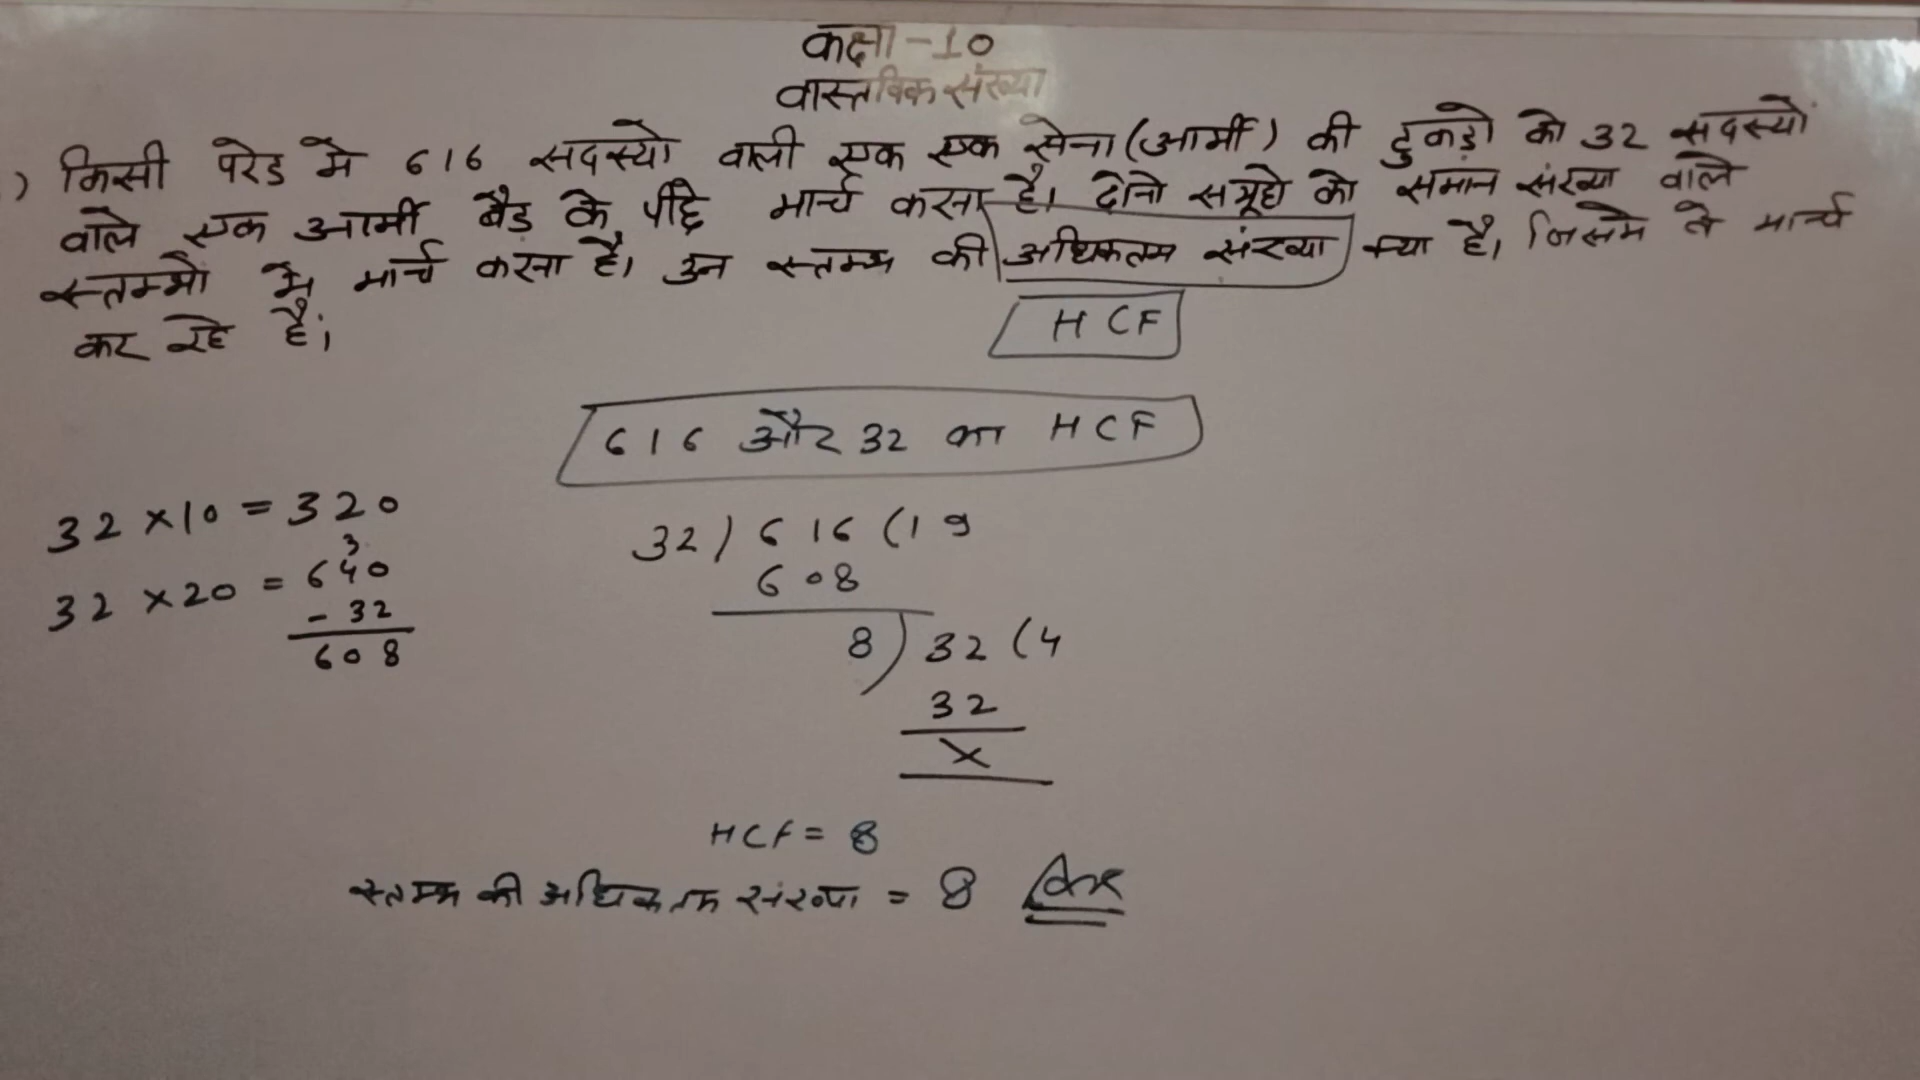 कक्षा - 10
वास्तविक संख्या
) किसी परेड मे 616 सदस्यो वाली एक एक सेना (आर्मी) की टुकड़ो को 32 सदस्यो
वाले एक आर्मी बैड के पीछे मार्च करना है। दोनो समूहो को समान संख्या वाले
स्तम्भो मे मार्च करना है। उन स्तम्भ की अधिकतम संख्या क्या है, जिसमे वे मार्च
कर रहे है।
HCF
616 और 32 का HCF
32 × 10 = 320
3
32 × 20 = 640
- 32
608
32 ) 616 ( 19
608
8 ) 32 ( 4
32
×
HCF = 8
स्तम्भ की अधिकतम संख्या = 8 Ans